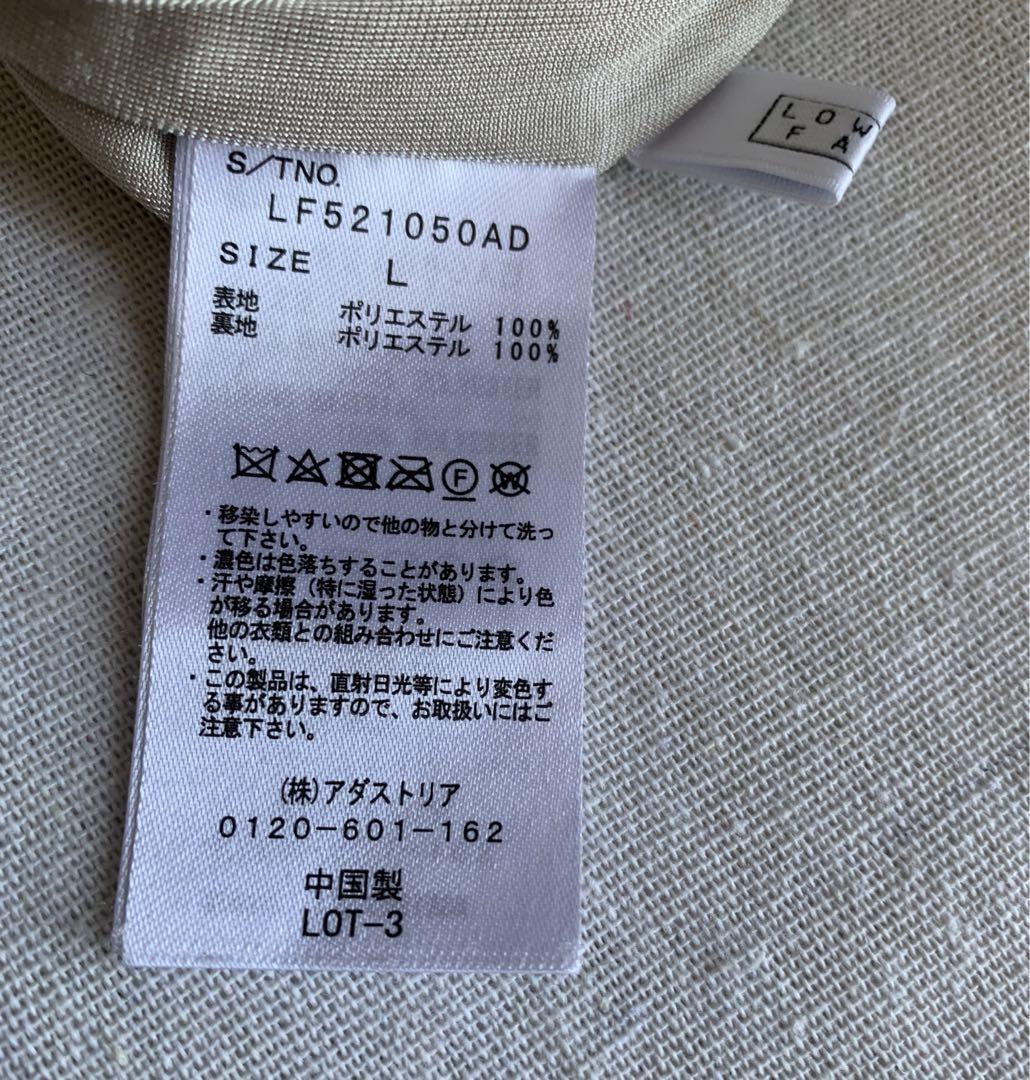 LOW
FA
S/TNO.
LF521050AD
SIZE L
表地 ポリエステル 100%
裏地 ポリエステル 100%
F W
・移染しやすいので他の物と分けて洗っ
て下さい。
・濃色は色落ちすることがあります。
・汗や摩擦(特に湿った状態)により色
が移る場合があります。
他の衣類との組み合わせにご注意くだ
さい。
・この製品は、直射日光等により変色す
る事がありますので、お取扱いにはご
注意下さい。
(株)アダストリア
0120-601-162
中国製
LOT-3